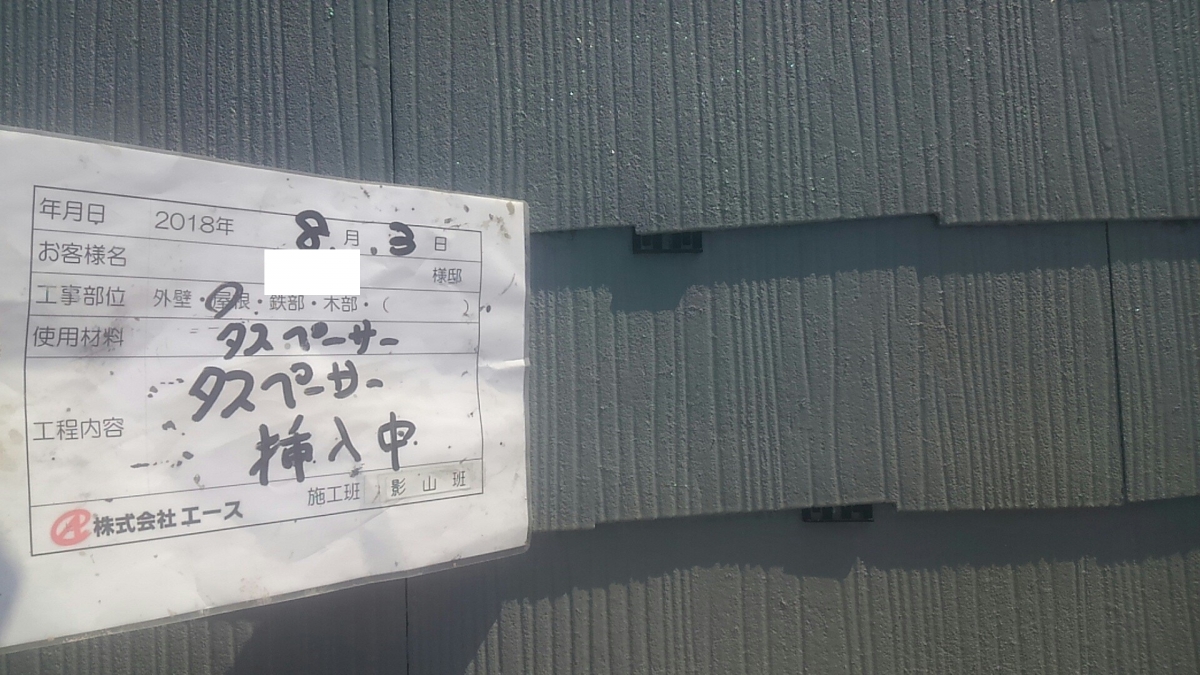 年月日 2018年 8月.3日
お客様名 様邸
工事部位 外壁・屋根・鉄部・木部・( )
使用材料 タスペーサー
タスペーサー
工程内容
挿入中
施工班 影山班
株式会社エース